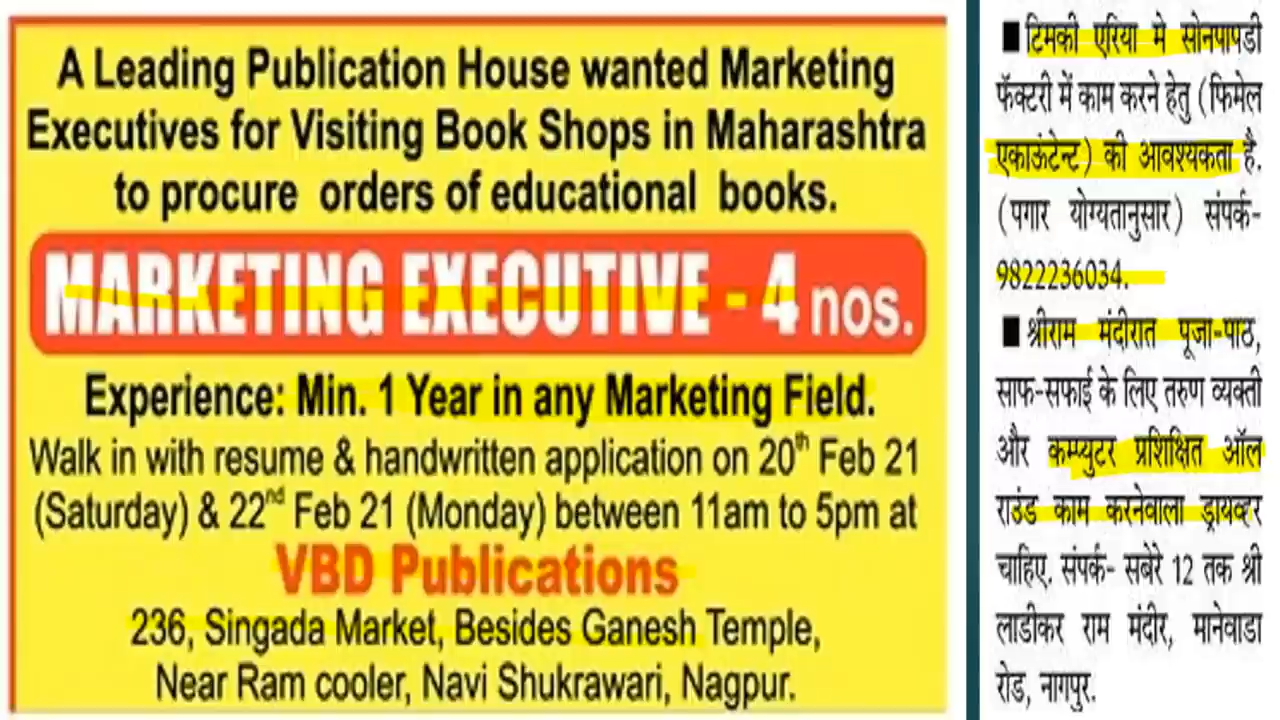 A Leading Publication House wanted Marketing
Executives for Visiting Book Shops in Maharashtra
to procure orders of educational books.
MARKETING EXECUTIVE - 4 nos.
Experience: Min. 1 Year in any Marketing Field.
Walk in with resume & handwritten application on 20th Feb 21
(Saturday) & 22nd Feb 21 (Monday) between 11am to 5pm at
VBD Publications
236, Singada Market, Besides Ganesh Temple,
Near Ram cooler, Navi Shukrawari, Nagpur.
■ टिमकी एरिया मे सोनपापडी
फॅक्टरी में काम करने हेतु (फिमेल
एकाऊंटेन्ट) की आवश्यकता है.
(पगार योग्यतानुसार) संपर्क-
9822236034.
■ श्रीराम मंदीरात पूजा-पाठ,
साफ-सफाई के लिए तरुण व्यक्ती
और कम्प्युटर प्रशिक्षित ऑल
राउंड काम करनेवाला ड्रायव्हर
चाहिए. संपर्क- सबेरे 12 तक श्री
लाडीकर राम मंदीर, मानेवाडा
रोड, नागपुर.